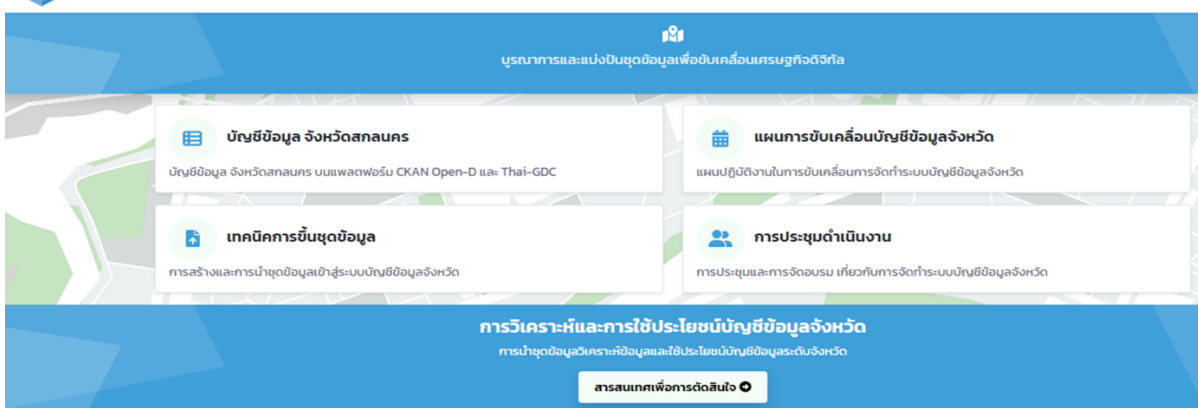 บูรณาการและแบ่งปันชุดข้อมูลเพื่อขับเคลื่อนเศรษฐกิจดิจิทัล
บัญชีข้อมูล จังหวัดสกลนคร
บัญชีข้อมูล จังหวัดสกลนคร บนแพลตฟอร์ม CKAN Open-D และ Thai-GDC
แผนการขับเคลื่อนบัญชีข้อมูลจังหวัด
แผนปฏิบัติงานในการขับเคลื่อนการจัดทำระบบบัญชีข้อมูลจังหวัด
เทคนิคการขึ้นชุดข้อมูล
การสร้างและการนำชุดข้อมูลเข้าสู่ระบบบัญชีข้อมูลจังหวัด
การประชุมดำเนินงาน
การประชุมและการจัดอบรม เกี่ยวกับการจัดทำระบบบัญชีข้อมูลจังหวัด
การวิเคราะห์และการใช้ประโยชน์บัญชีข้อมูลจังหวัด
การนำชุดข้อมูลวิเคราะห์ข้อมูลและใช้ประโยชน์บัญชีข้อมูลระดับจังหวัด
สารสนเทศเพื่อการตัดสินใจ